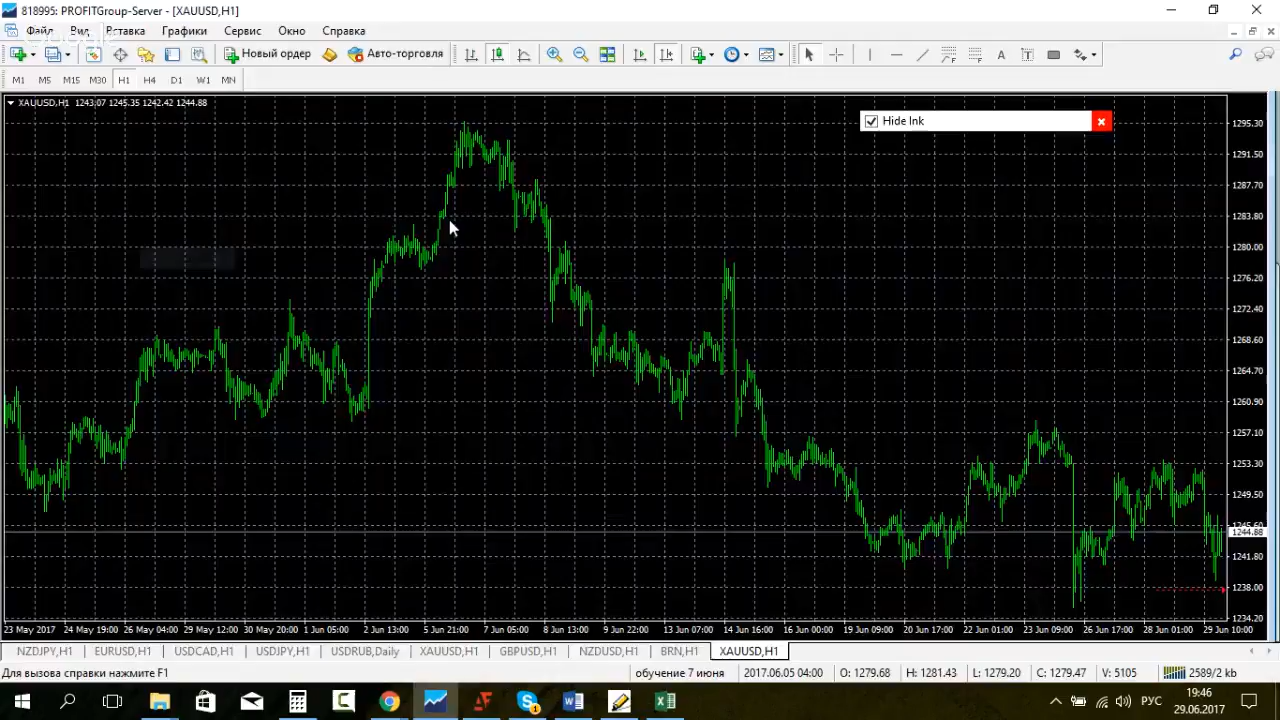 818995: PROFITGroup-Server - [XAUUSD,H1]
Файл Вид Вставка Графики Сервис Окно Справка
Новый ордер Авто-торговля A T
M1 M5 M15 M30 H1 H4 D1 W1 MN
XAUUSD,H1 1243.07 1245.35 1242.42 1244.88
Hide Ink
1295.30
1291.50
1287.70
1283.80
1280.00
1276.20
1272.40
1268.60
1264.70
1260.90
1257.10
1253.30
1249.50
1245.60
1244.88
1241.80
1238.00
1234.20
23 May 2017 24 May 19:00 26 May 04:00 29 May 12:00 30 May 20:00 1 Jun 05:00 2 Jun 13:00 5 Jun 21:00 7 Jun 05:00 8 Jun 13:00 9 Jun 22:00 13 Jun 07:00 14 Jun 16:00 16 Jun 00:00 19 Jun 09:00 20 Jun 17:00 22 Jun 01:00 23 Jun 09:00 26 Jun 17:00 28 Jun 01:00 29 Jun 10:00
NZDJPY,H1 EURUSD,H1 USDCAD,H1 USDJPY,H1 USDRUB,Daily XAUUSD,H1 GBPUSD,H1 NZDUSD,H1 BRN,H1 XAUUSD,H1
Для вызова справки нажмите F1 обучение 7 июня 2017.06.05 04:00 O: 1279.68 H: 1281.43 L: 1279.20 C: 1279.47 V: 5105 2589/2 kb
РУС 19:46
29.06.2017